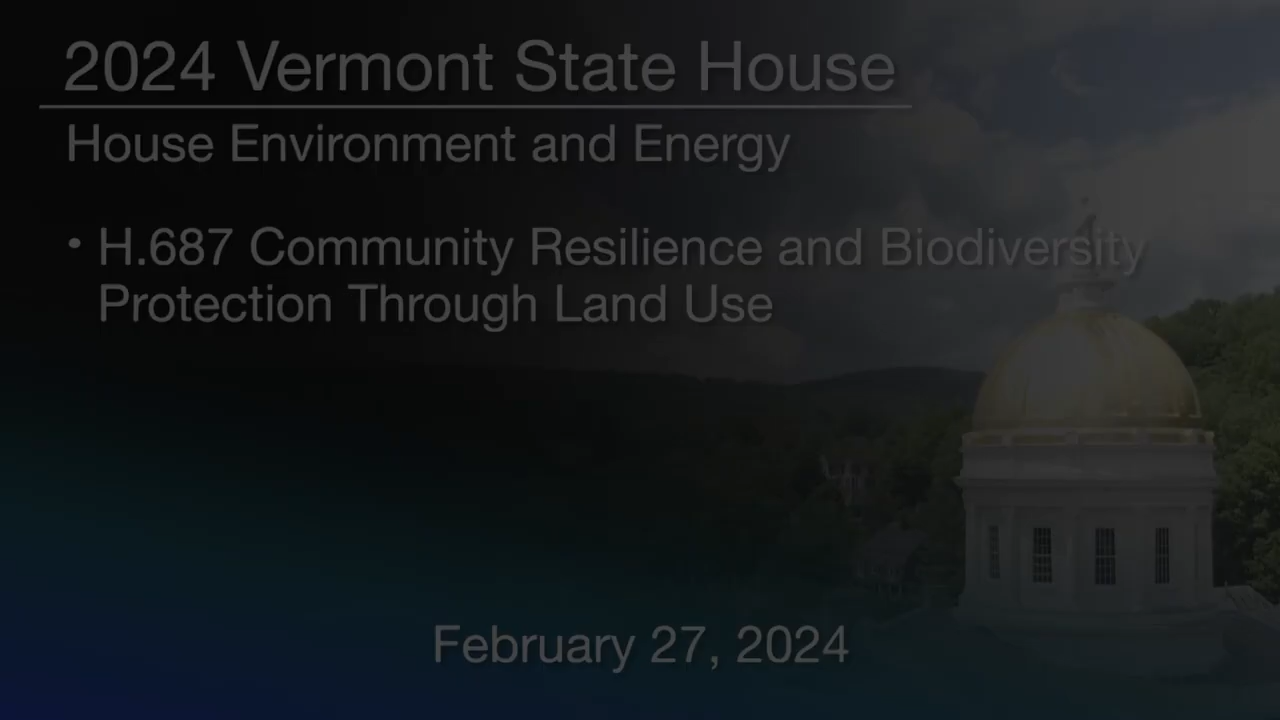 2024 Vermont State House
House Environment and Energy
• H.687 Community Resilience and Biodiversity
Protection Through Land Use
February 27, 2024